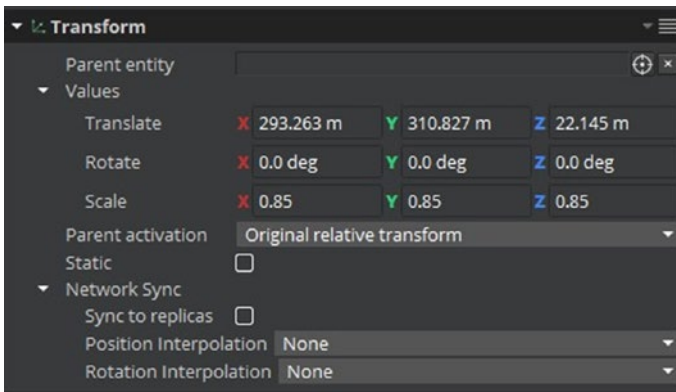 Transform
Parent entity
Values
Translate X 293.263 m Y 310.827 m Z 22.145 m
Rotate X 0.0 deg Y 0.0 deg Z 0.0 deg
Scale X 0.85 Y 0.85 Z 0.85
Parent activation Original relative transform
Static
Network Sync
Sync to replicas
Position Interpolation None
Rotation Interpolation None